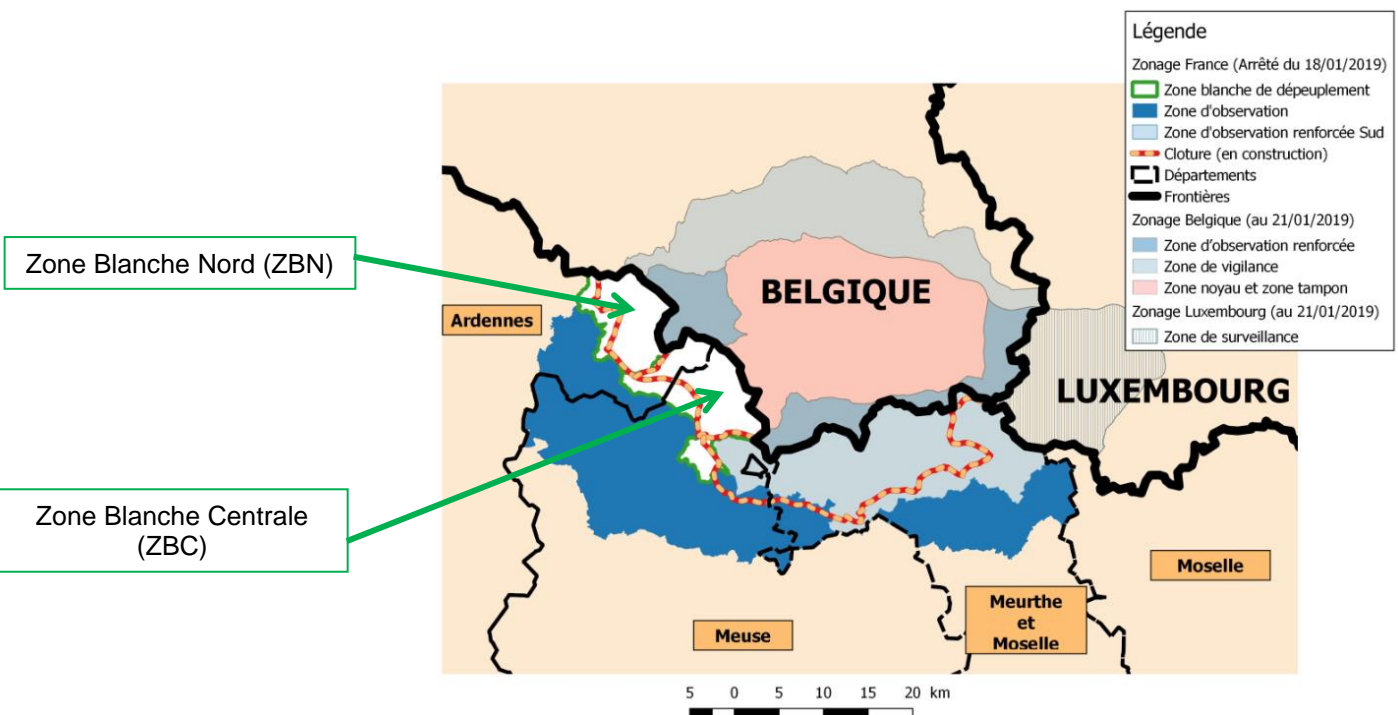 Légende
Zonage France (Arrêté du 18/01/2019)
Zone blanche de dépeuplement
Zone d'observation
Zone d'observation renforcée Sud
Cloture (en construction)
Départements
Frontières
Zonage Belgique (au 21/01/2019)
Zone d'observation renforcée
Zone de vigilance
Zone noyau et zone tampon
Zonage Luxembourg (au 21/01/2019)
Zone de surveillance
Zone Blanche Nord (ZBN)
BELGIQUE
Ardennes
LUXEMBOURG
Zone Blanche Centrale
(ZBC)
Moselle
Meurthe
et
Moselle
Meuse
5 0 5 10 15 20 km